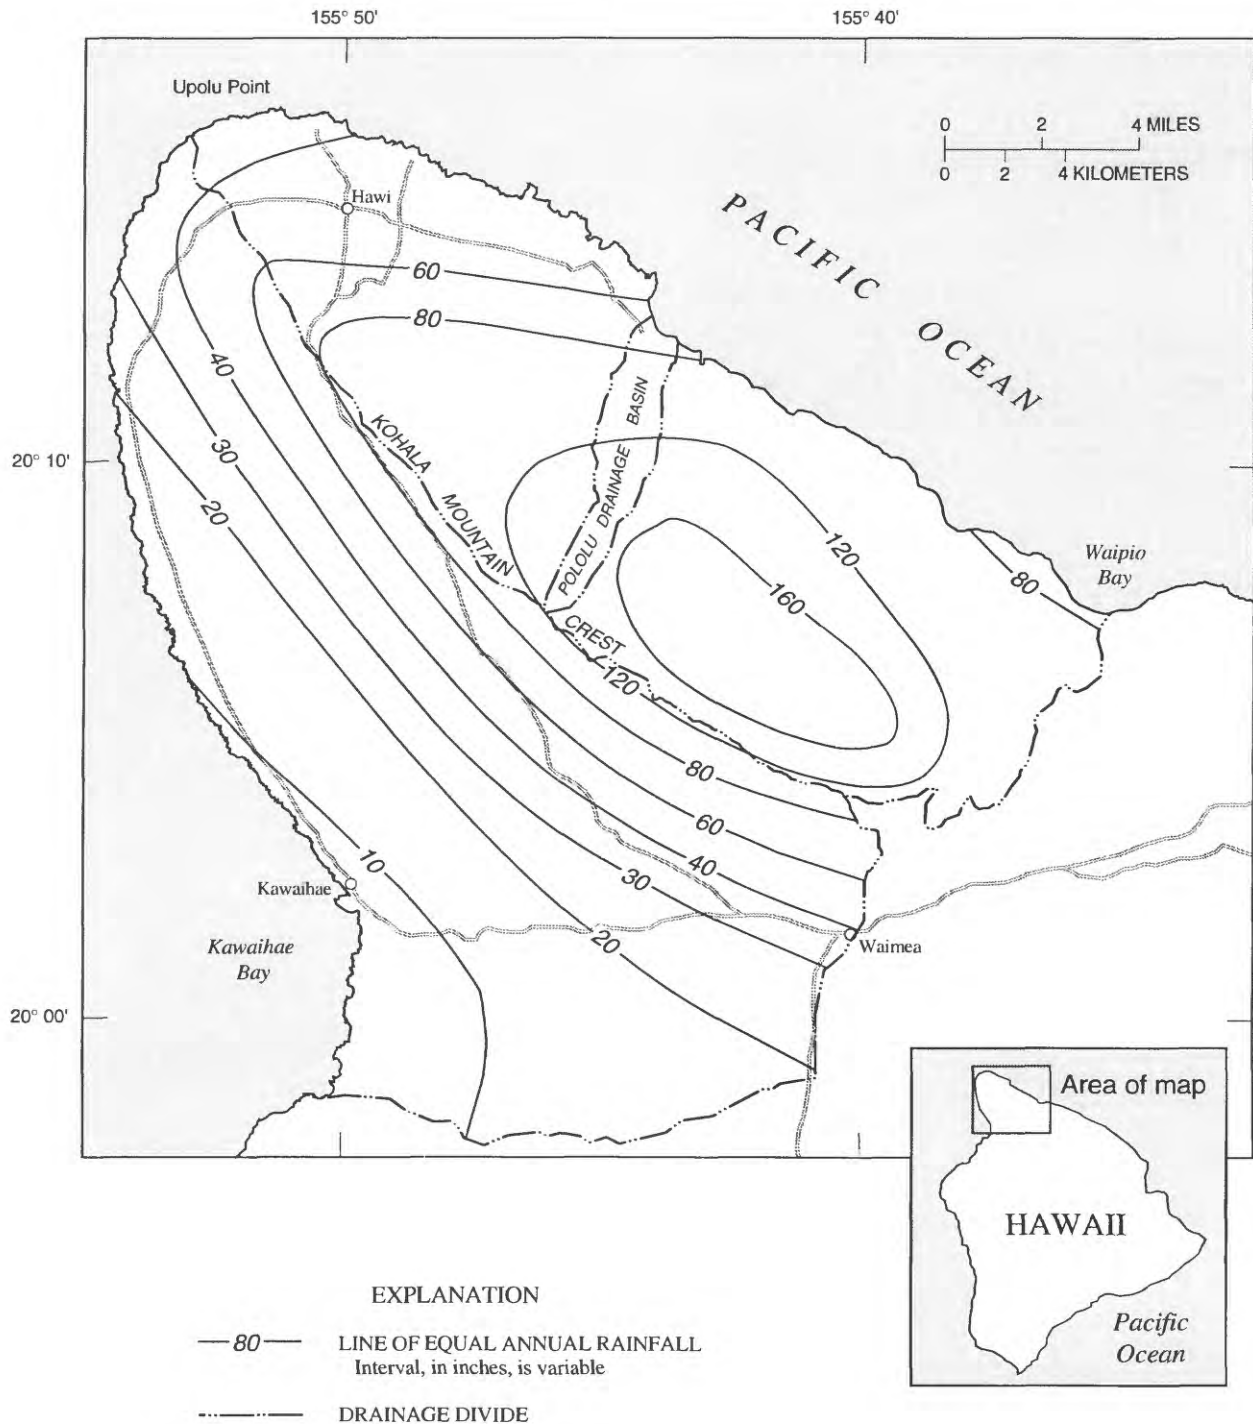 155° 50'
155° 40'
Upolu Point
0 2 4 MILES
0 2 4 KILOMETERS
Hawi
PACIFIC
OCEAN
60
80
40
30
20
20° 10'
KOHALA
MOUNTAIN
CREST
POLOLU DRAINAGE BASIN
120
160
80
Waipio
Bay
120
80
60
40
30
20
10
Kawaihae
Kawaihae
Bay
Waimea
20° 00'
Area of map
HAWAII
Pacific
Ocean
EXPLANATION
80 LINE OF EQUAL ANNUAL RAINFALL
Interval, in inches, is variable
DRAINAGE DIVIDE